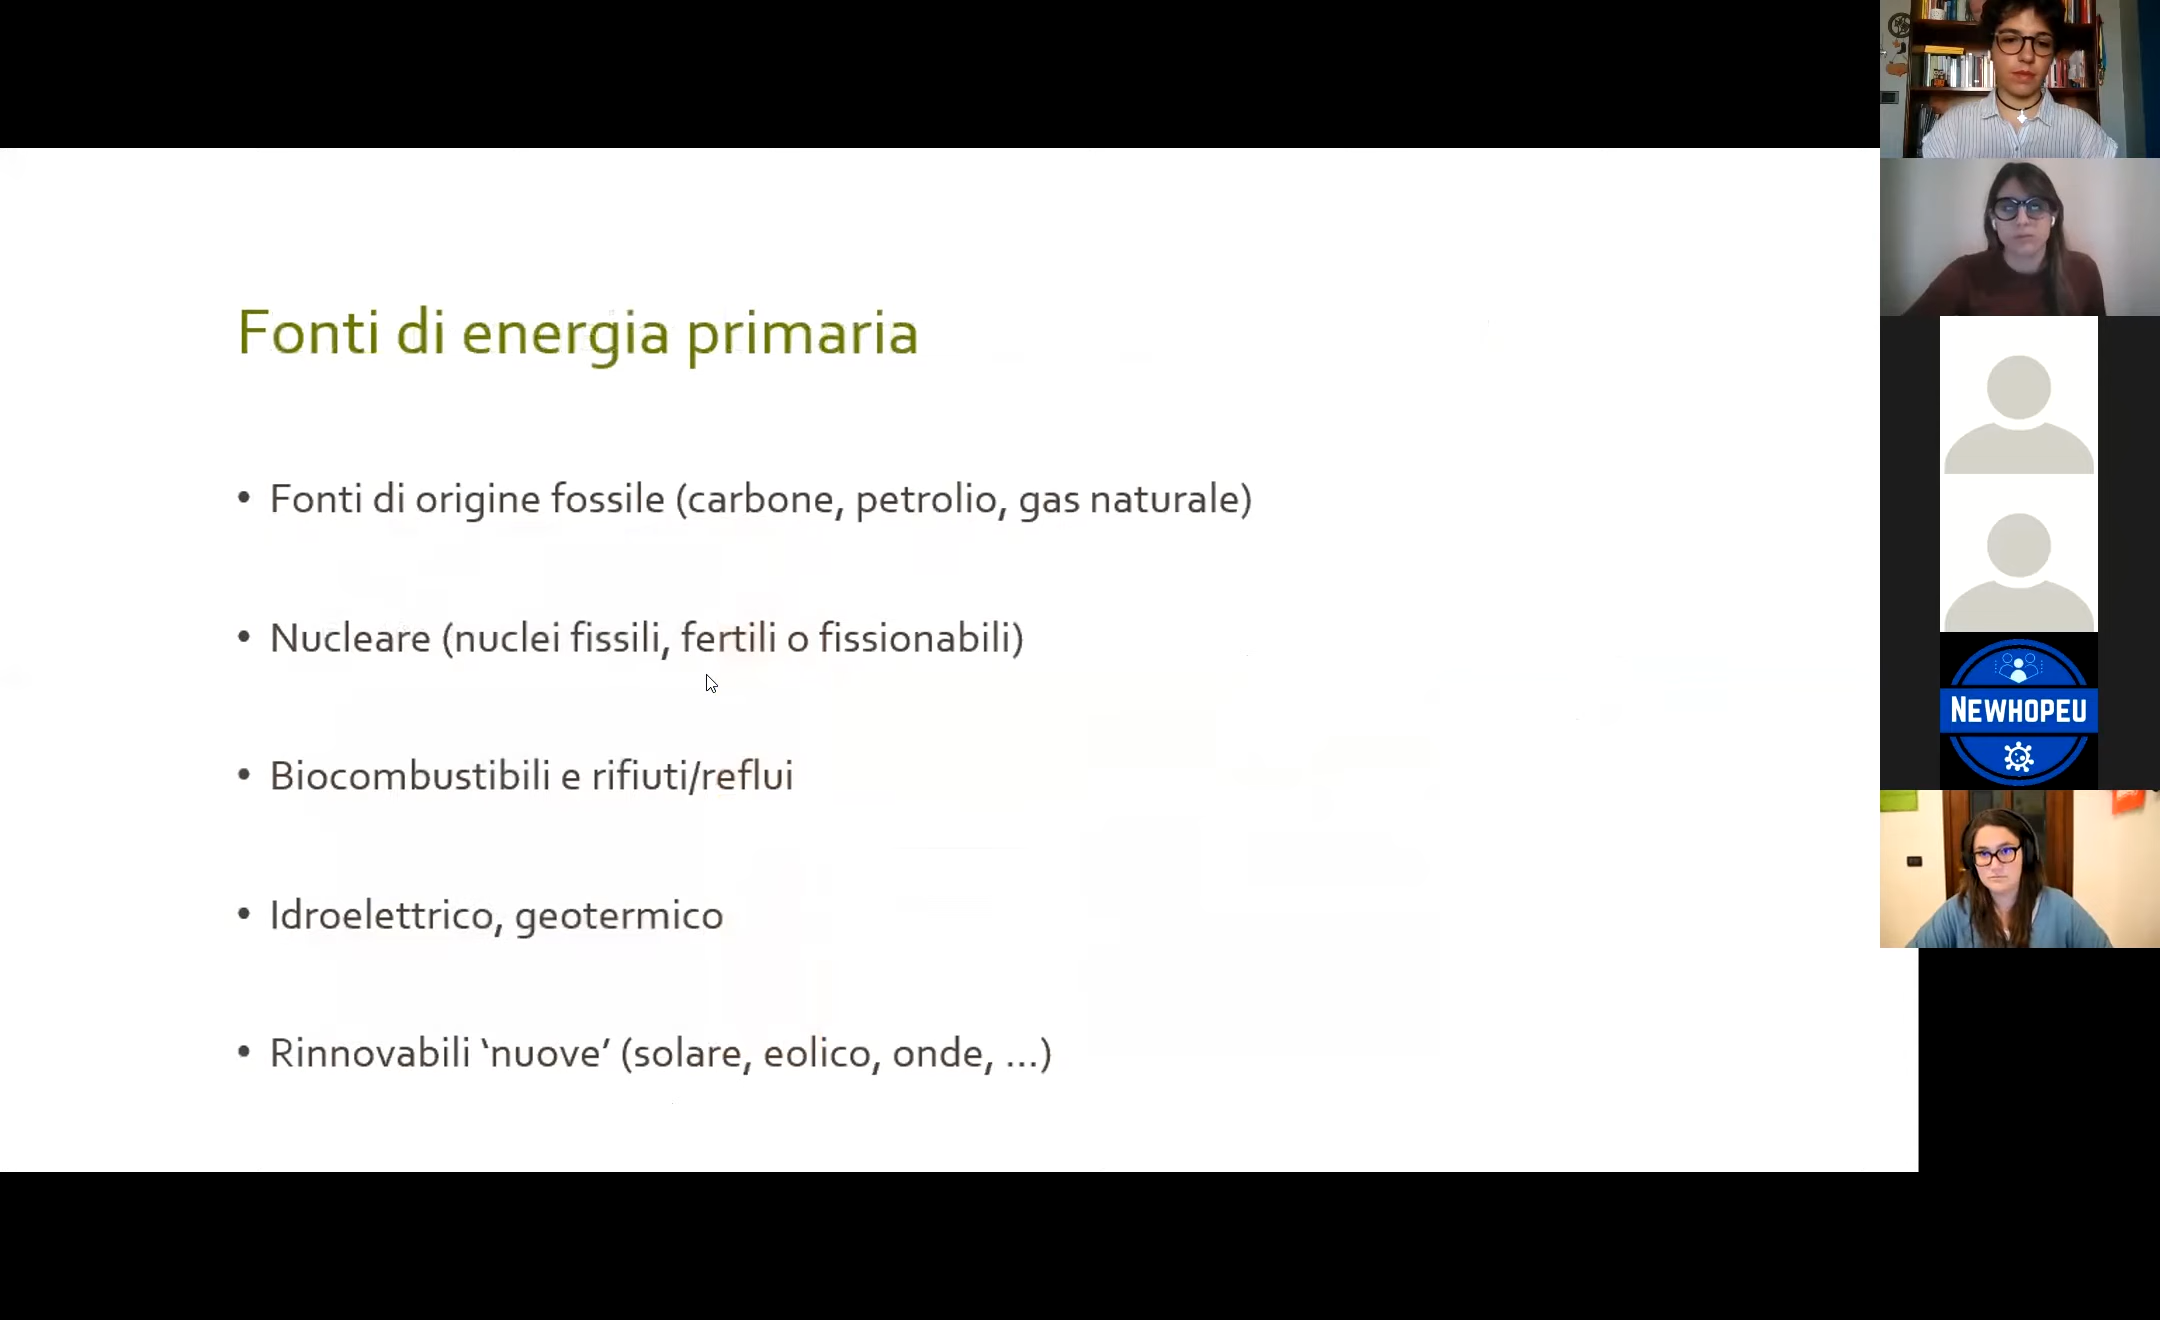 Fonti di energia primaria
• Fonti di origine fossile (carbone, petrolio, gas naturale)
• Nucleare (nuclei fissili, fertili o fissionabili)
• Biocombustibili e rifiuti/reflui
• Idroelettrico, geotermico
• Rinnovabili ‘nuove’ (solare, eolico, onde, ...)
NEWHOPEU